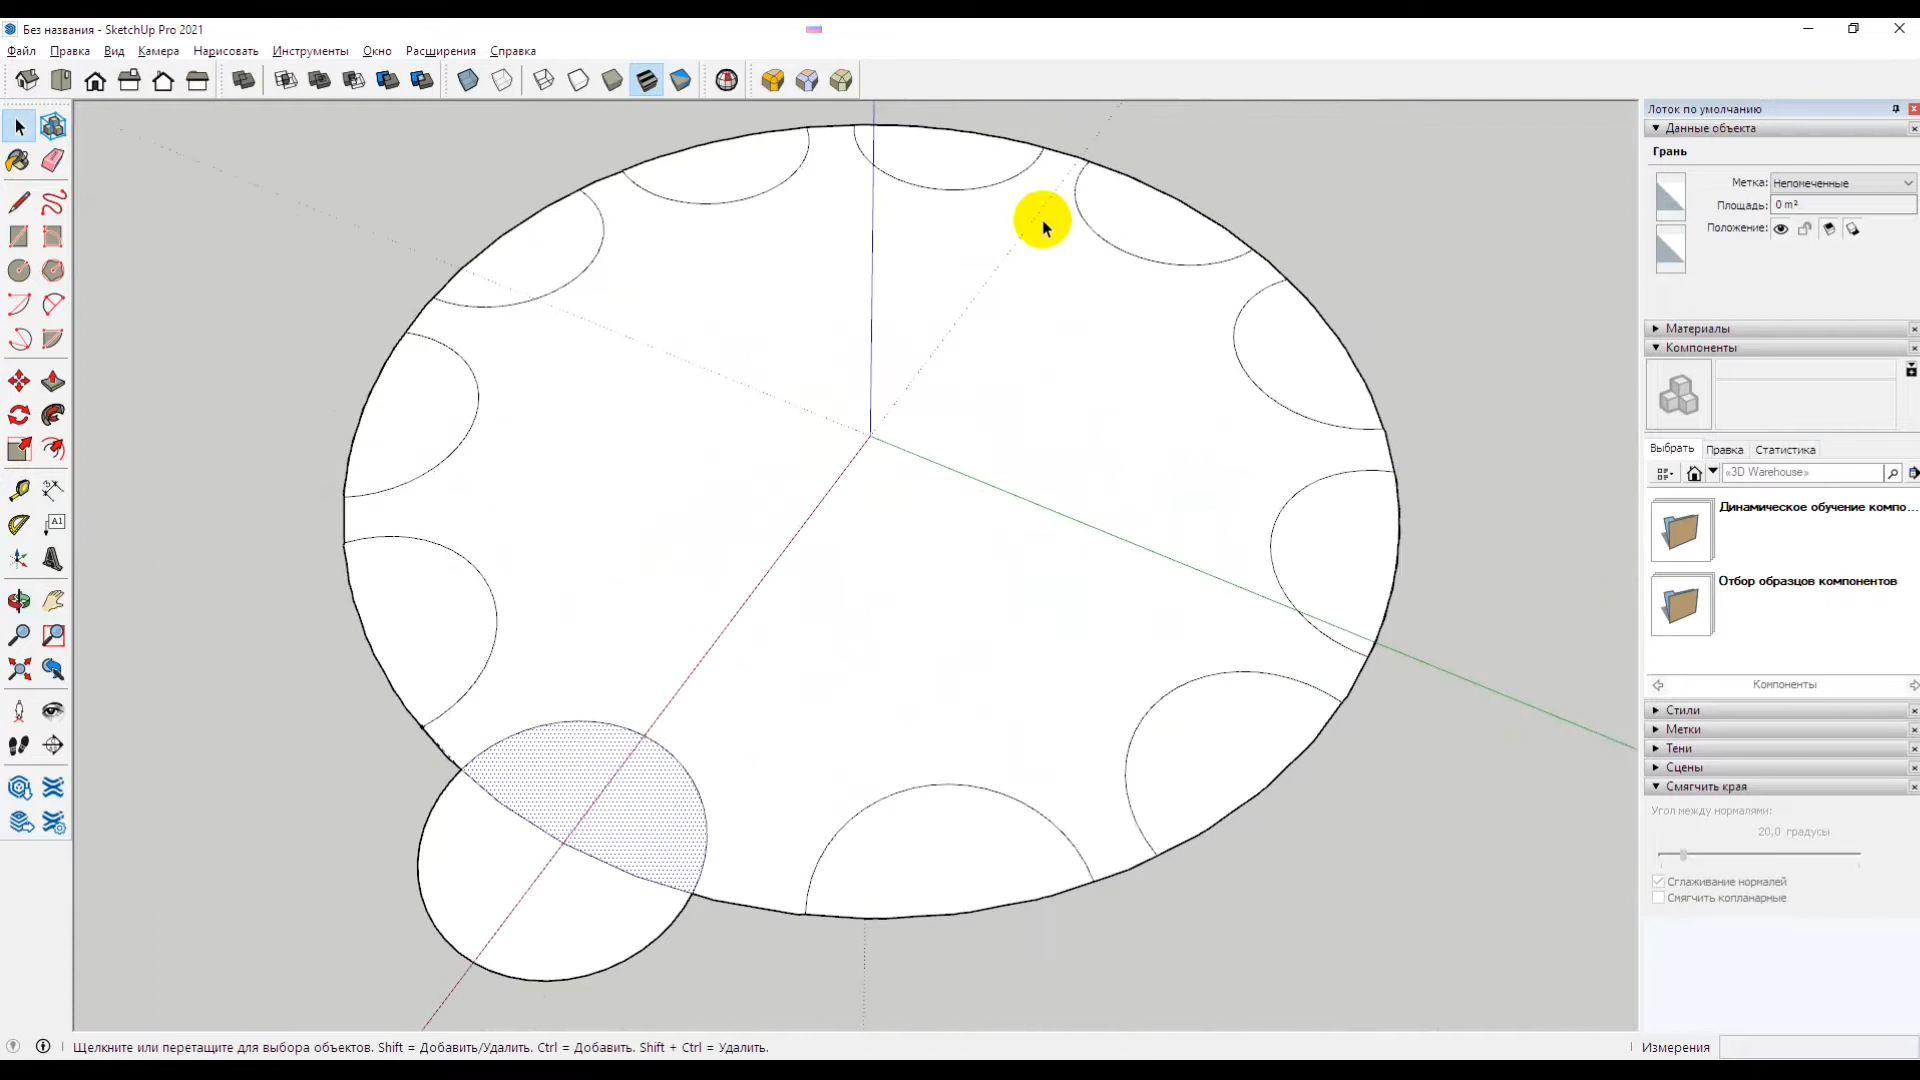 Без названия - SketchUp Pro 2021
Файл Правка Вид Камера Нарисовать Инструменты Окно Расширения Справка
Лоток по умолчанию
Данные объекта
Грань
Метка: Непомеченные
Площадь: 0 m²
Положение:
Материалы
Компоненты
Выбрать Правка Статистика
«3D Warehouse»
Динамическое обучение компо...
Отбор образцов компонентов
Компоненты
Стили
Метки
Тени
Сцены
Смягчить края
Угол между нормалями:
20,0 градусы
Сглаживание нормалей
Смягчить копланарные
A1
Щелкните или перетащите для выбора объектов. Shift = Добавить/Удалить. Ctrl = Добавить. Shift + Ctrl = Удалить.
Измерения